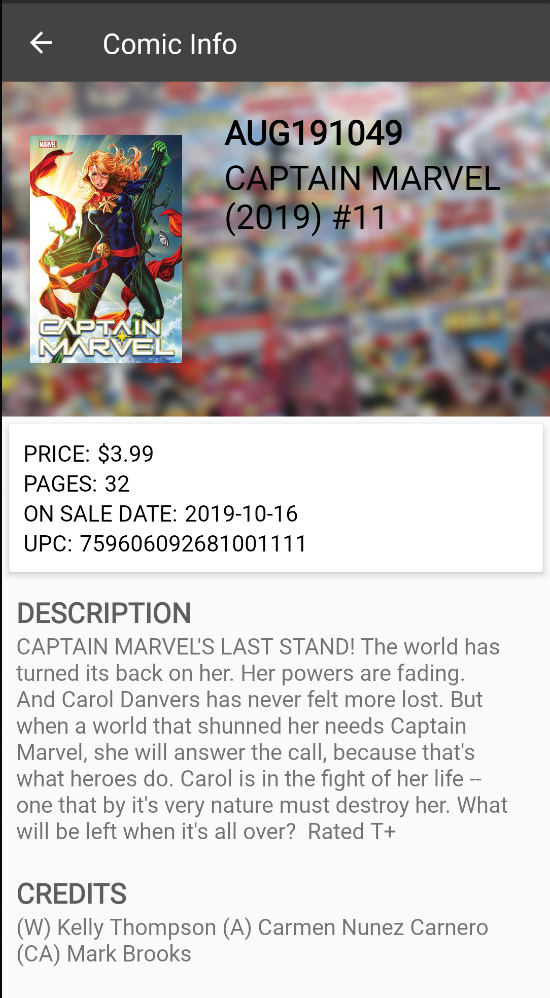 Comic Info
AUG191049
CAPTAIN MARVEL
(2019) #11
MARVEL
CAPTAIN
MARVEL
PRICE: $3.99
PAGES: 32
ON SALE DATE: 2019-10-16
UPC: 759606092681001111
DESCRIPTION
CAPTAIN MARVEL'S LAST STAND! The world has
turned its back on her. Her powers are fading.
And Carol Danvers has never felt more lost. But
when a world that shunned her needs Captain
Marvel, she will answer the call, because that's
what heroes do. Carol is in the fight of her life --
one that by it's very nature must destroy her. What
will be left when it's all over?  Rated T+
CREDITS
(W) Kelly Thompson (A) Carmen Nunez Carnero
(CA) Mark Brooks